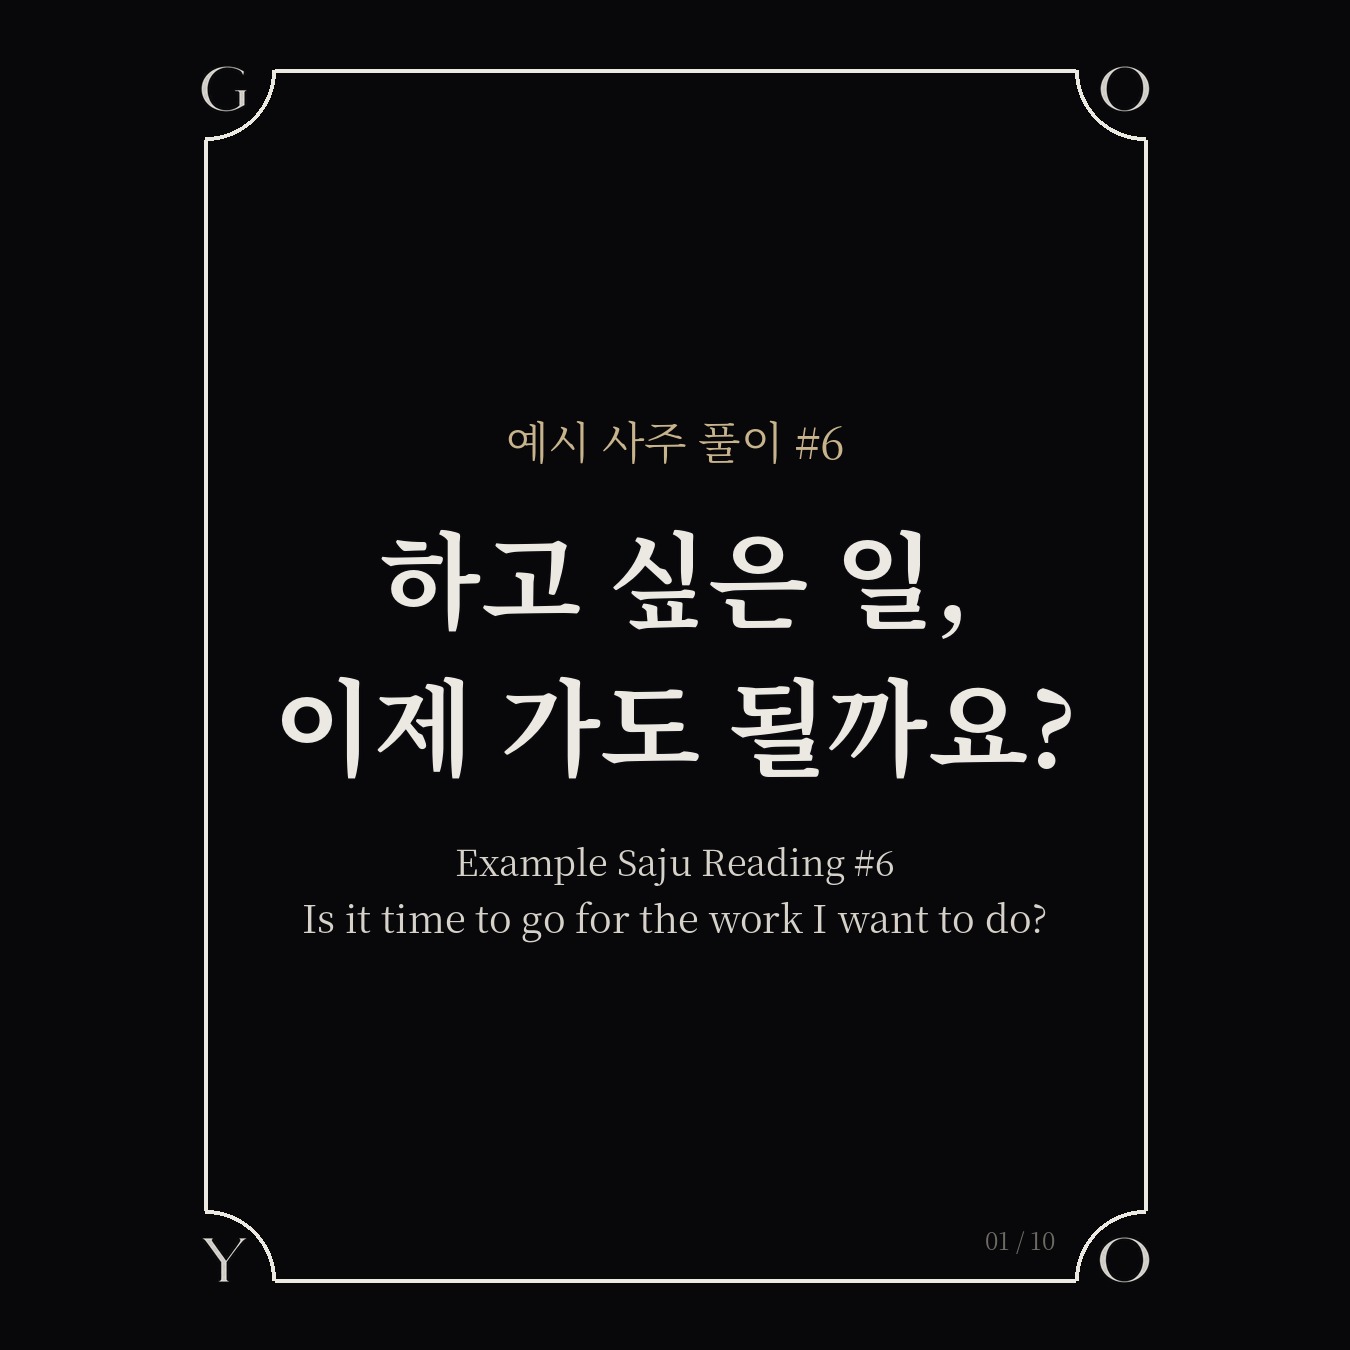 G O
예시 사주 풀이 #6
하고 싶은 일,
이제 가도 될까요?
Example Saju Reading #6
Is it time to go for the work I want to do?
01 / 10
Y O